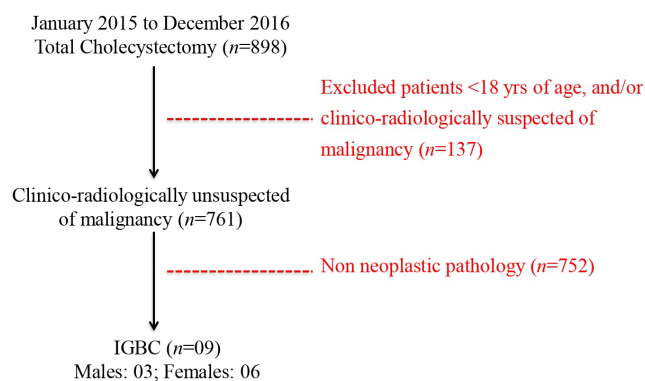 January 2015 to December 2016
Total Cholecystectomy (n=898)
Excluded patients <18 yrs of age, and/or
clinico-radiologically suspected of
malignancy (n=137)
Clinico-radiologically unsuspected
of malignancy (n=761)
Non neoplastic pathology (n=752)
IGBC (n=09)
Males: 03; Females: 06